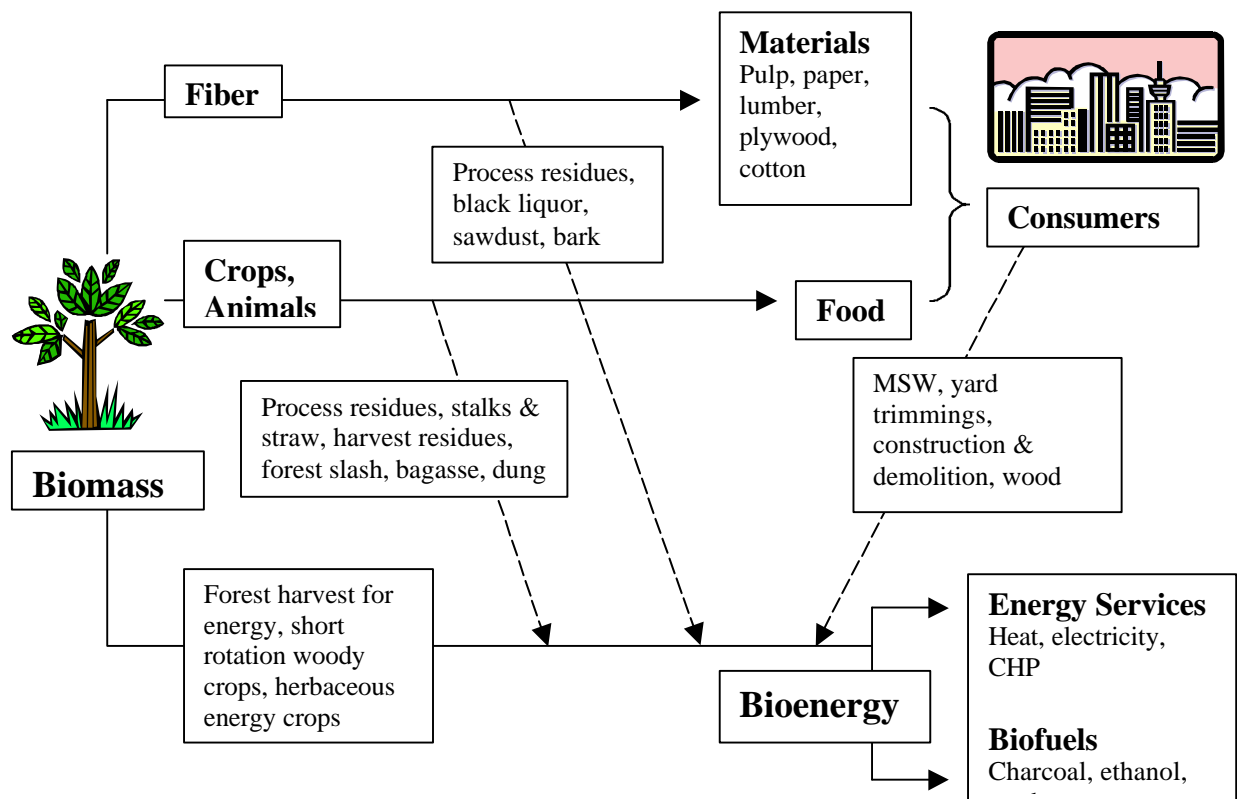 Materials
Pulp, paper,
lumber,
plywood,
cotton
Fiber
Process residues,
black liquor,
sawdust, bark
Consumers
Crops,
Animals
Food
MSW, yard
trimmings,
construction &
demolition, wood
Process residues, stalks &
straw, harvest residues,
forest slash, bagasse, dung
Biomass
Forest harvest for
energy, short
rotation woody
crops, herbaceous
energy crops
Energy Services
Heat, electricity,
CHP
Bioenergy
Biofuels
Charcoal, ethanol,